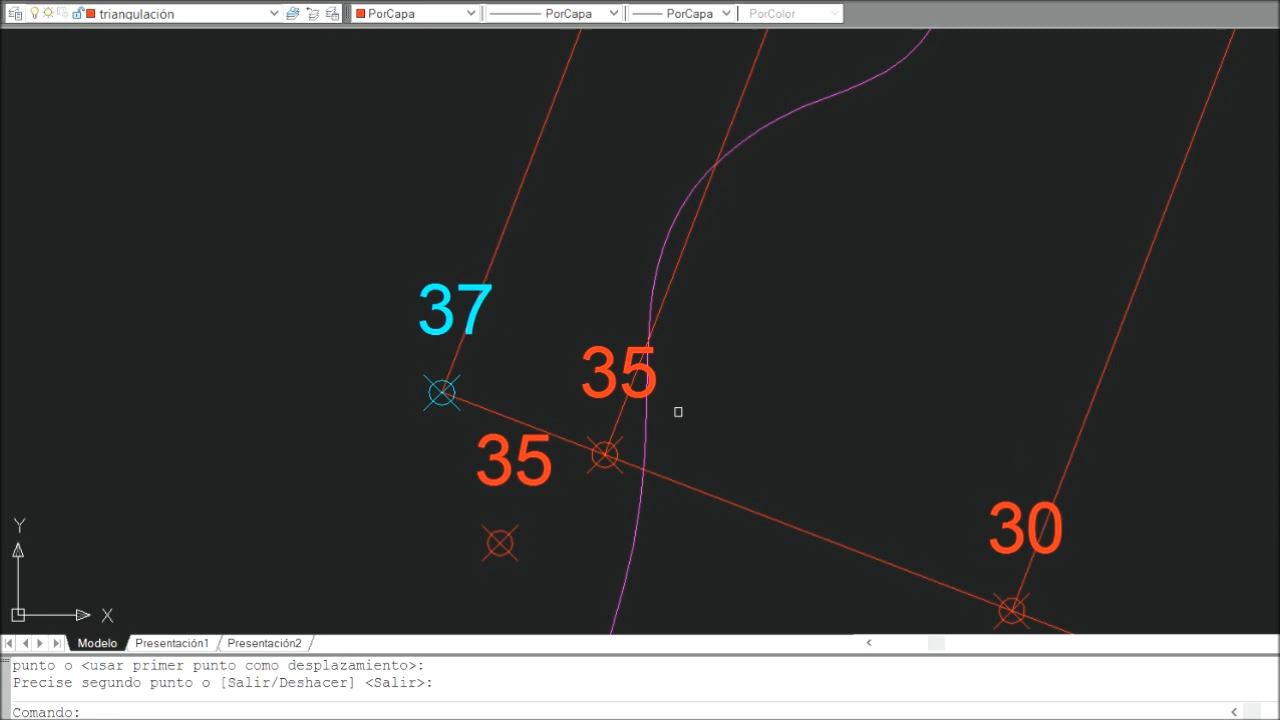 triangulación PorCapa PorCapa PorCapa PorColor
37
35
35
30
Y
X
Modelo Presentación1 Presentación2
punto o <usar primer punto como desplazamiento>:
Precise segundo punto o [Salir/Deshacer] <Salir>:
Comando: